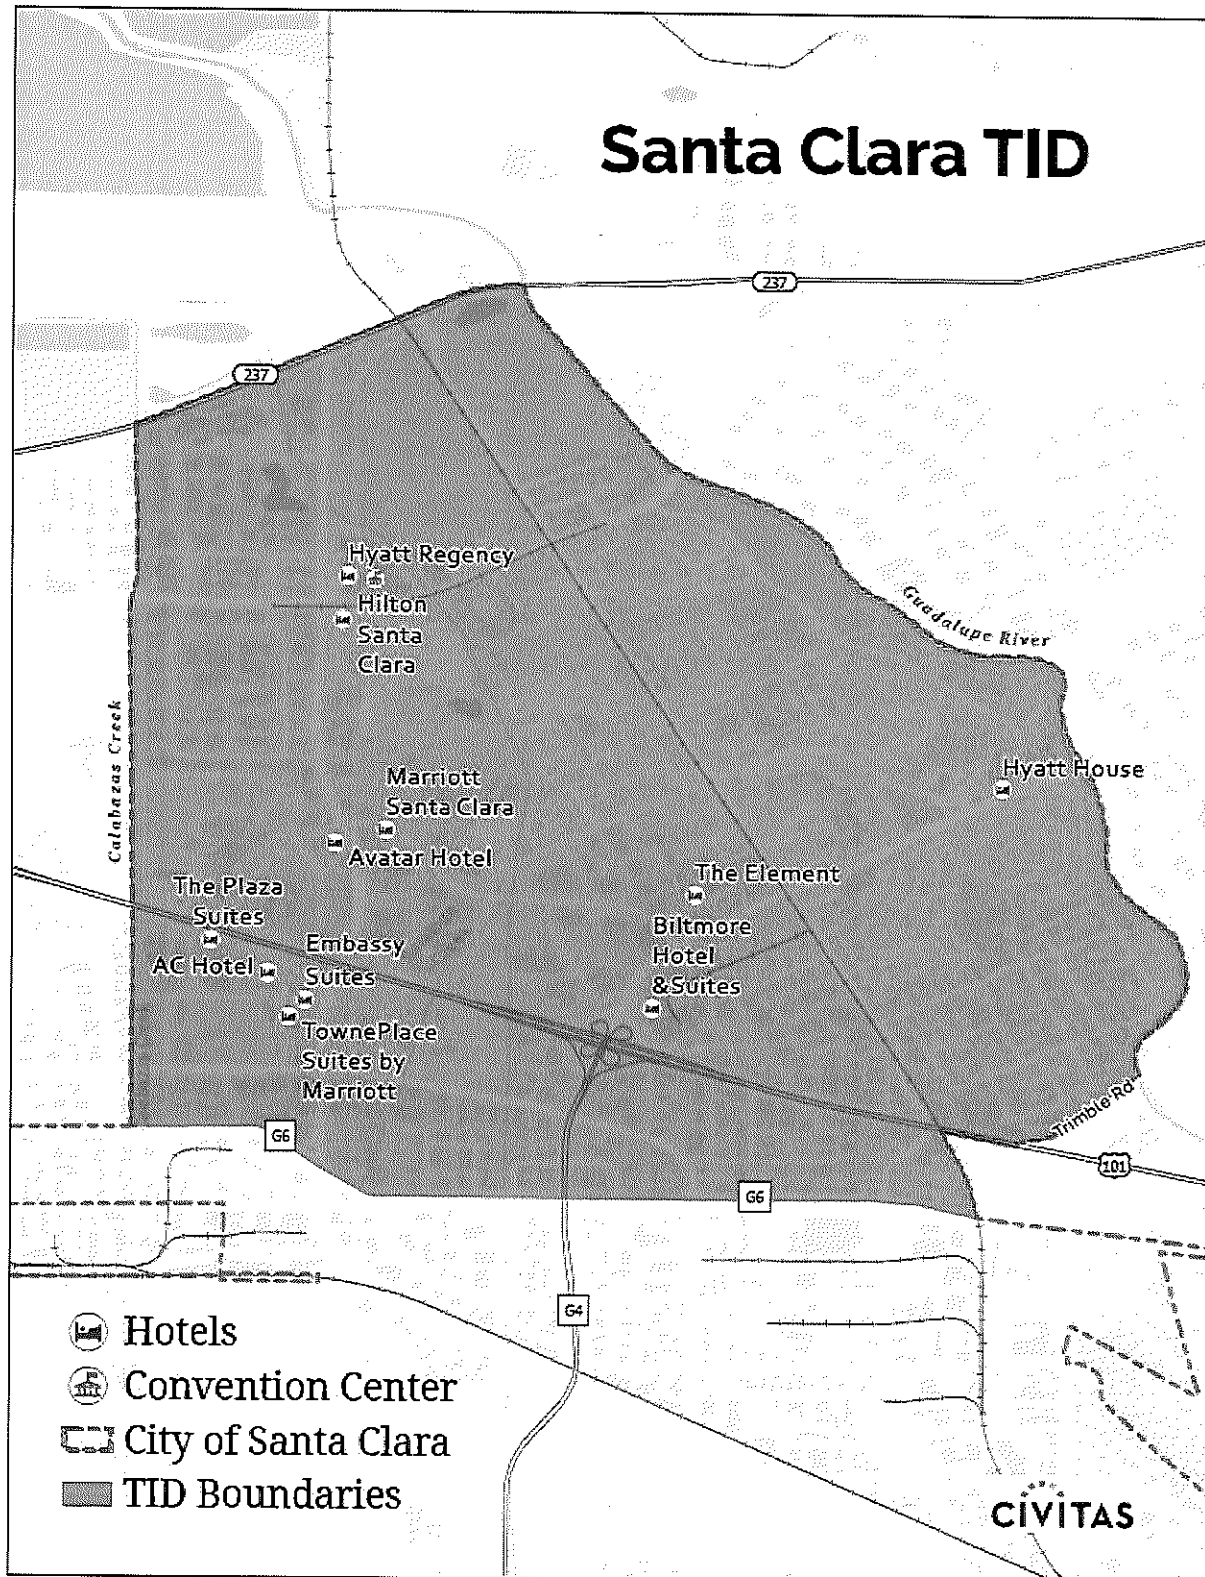 Santa Clara TID
237
237
Hyatt Regency
Hilton
Santa
Clara
Guadalupe River
Calabazas Creek
Marriott
Santa Clara
Avatar Hotel
Hyatt House
The Plaza
Suites
The Element
Biltmore
Hotel
&Suites
Embassy
Suites
AC Hotel
TownePlace
Suites by
Marriott
Trimble Rd
G6
101
G6
G4
Hotels
Convention Center
City of Santa Clara
TID Boundaries
CIVITAS